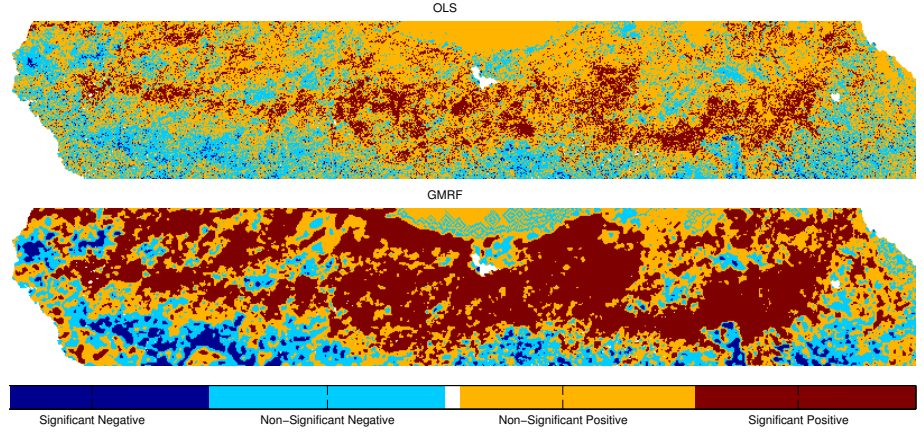 OLS
GMRF
Significant Negative
Non−Significant Negative
Non−Significant Positive
Significant Positive